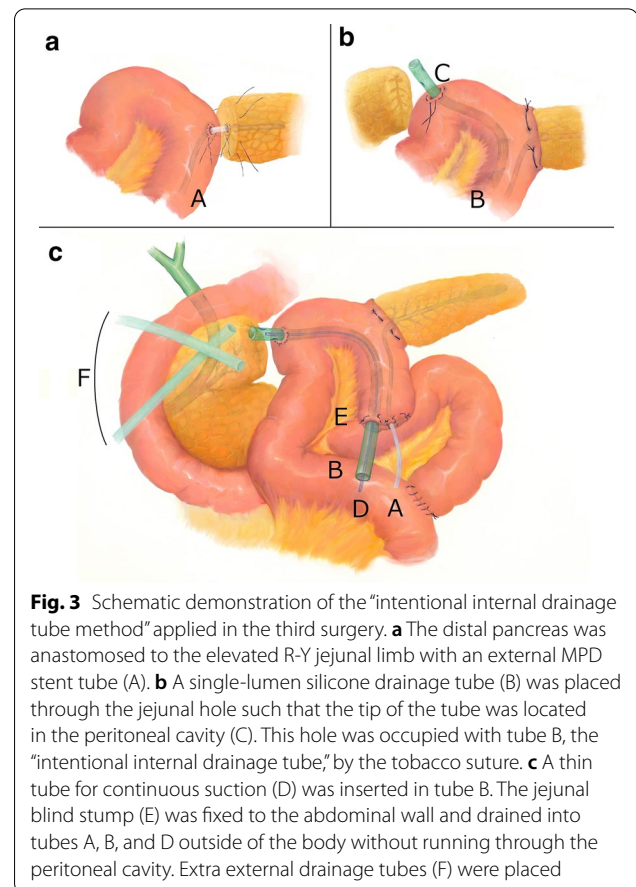 a
b
C
A
B
c
F
E
B
D
A
Fig. 3 Schematic demonstration of the “intentional internal drainage
tube method” applied in the third surgery. a The distal pancreas was
anastomosed to the elevated R-Y jejunal limb with an external MPD
stent tube (A). b A single-lumen silicone drainage tube (B) was placed
through the jejunal hole such that the tip of the tube was located
in the peritoneal cavity (C). This hole was occupied with tube B, the
“intentional internal drainage tube,” by the tobacco suture. c A thin
tube for continuous suction (D) was inserted in tube B. The jejunal
blind stump (E) was fixed to the abdominal wall and drained into
tubes A, B, and D outside of the body without running through the
peritoneal cavity. Extra external drainage tubes (F) were placed